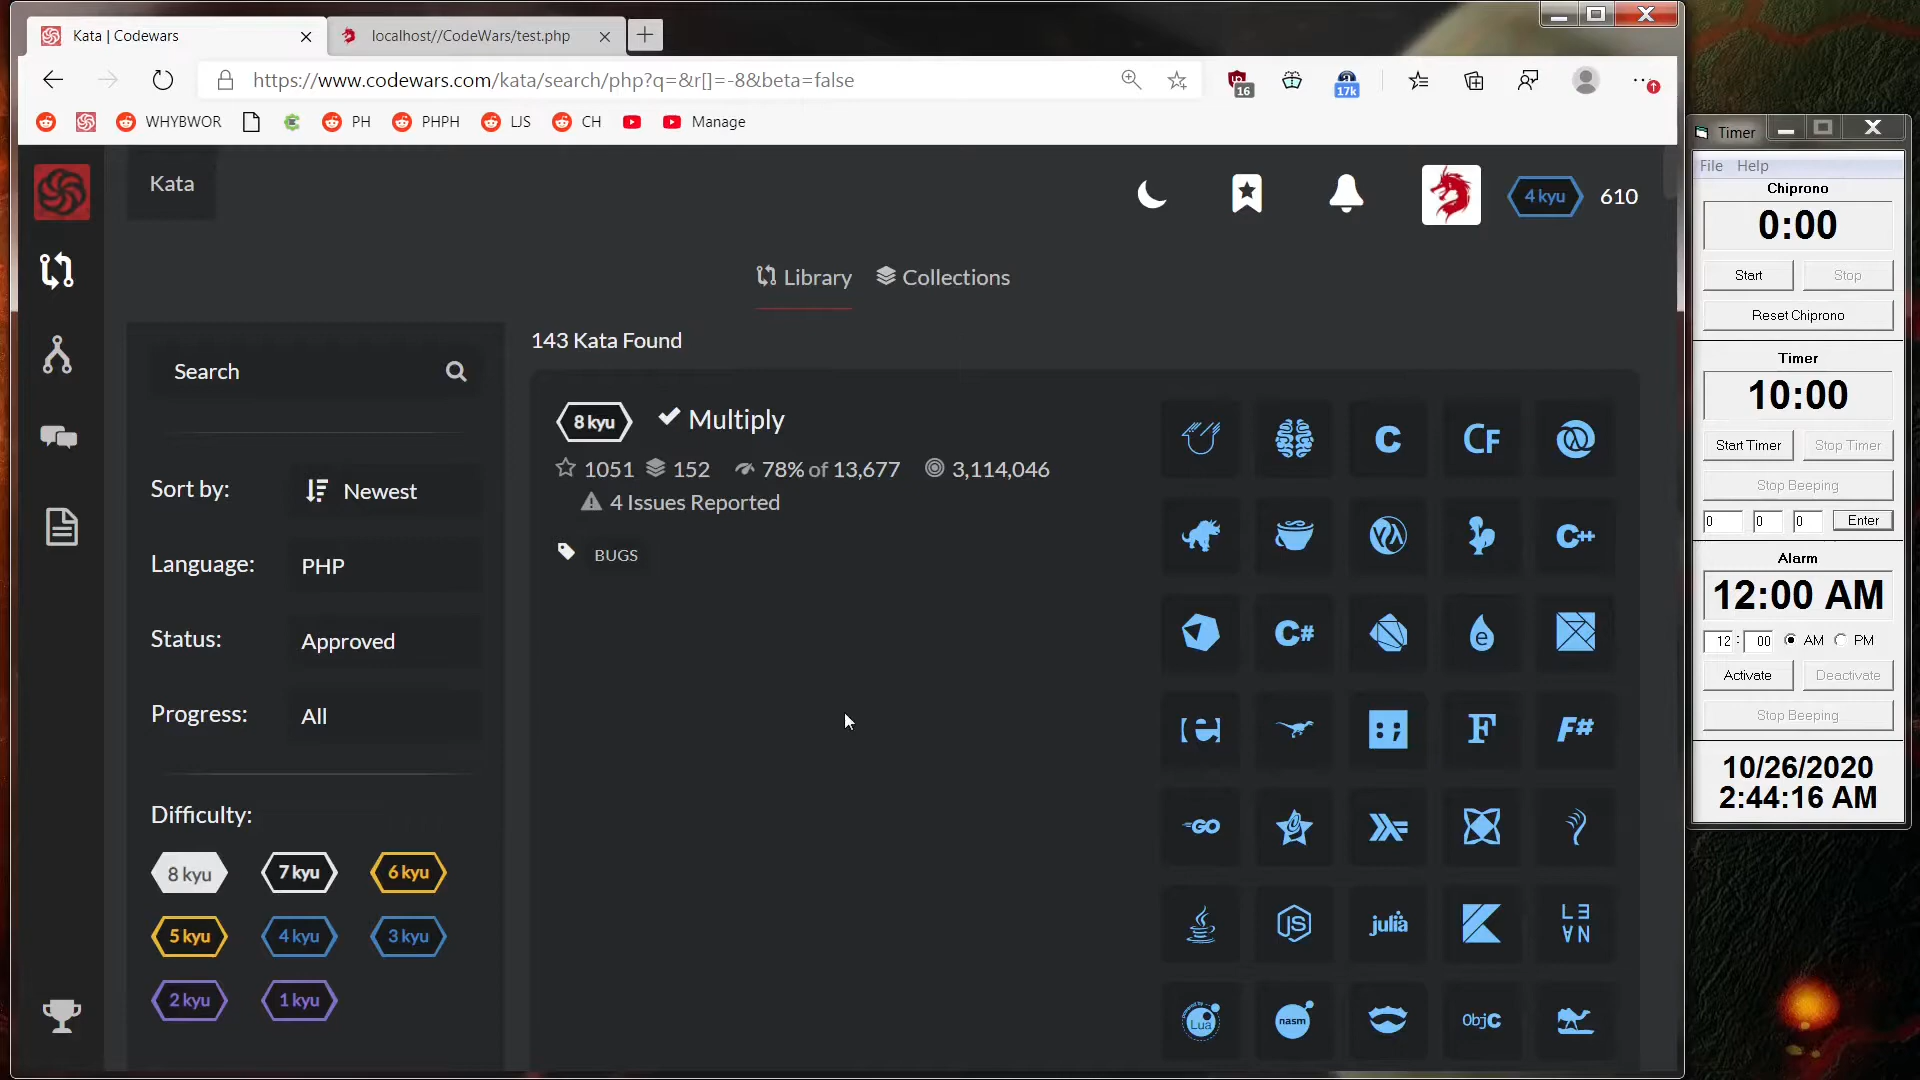 Kata | Codewars
localhost//CodeWars/test.php
https://www.codewars.com/kata/search/php?q=&r[]=-8&beta=false
16
17k
WHYBWOR
PH
PHPH
IJS
CH
Manage
Kata
4 kyu
610
Library
Collections
Search
143 Kata Found
8 kyu
Multiply
1051
152
78% of 13,677
3,114,046
4 Issues Reported
BUGS
Sort by:
Newest
Language:
PHP
Status:
Approved
Progress:
All
Difficulty:
8 kyu
7 kyu
6 kyu
5 kyu
4 kyu
3 kyu
2 kyu
1 kyu
C
CF
C++
C#
e
F
F#
GO
JS
julia
LE
AN
powered by
Lua
nasm
ObjC
Timer
File
Help
Chiprono
0:00
Start
Stop
Reset Chiprono
Timer
10:00
Start Timer
Stop Timer
Stop Beeping
0
0
0
Enter
Alarm
12:00 AM
12 : 00
AM
PM
Activate
Deactivate
Stop Beeping
10/26/2020
2:44:16 AM